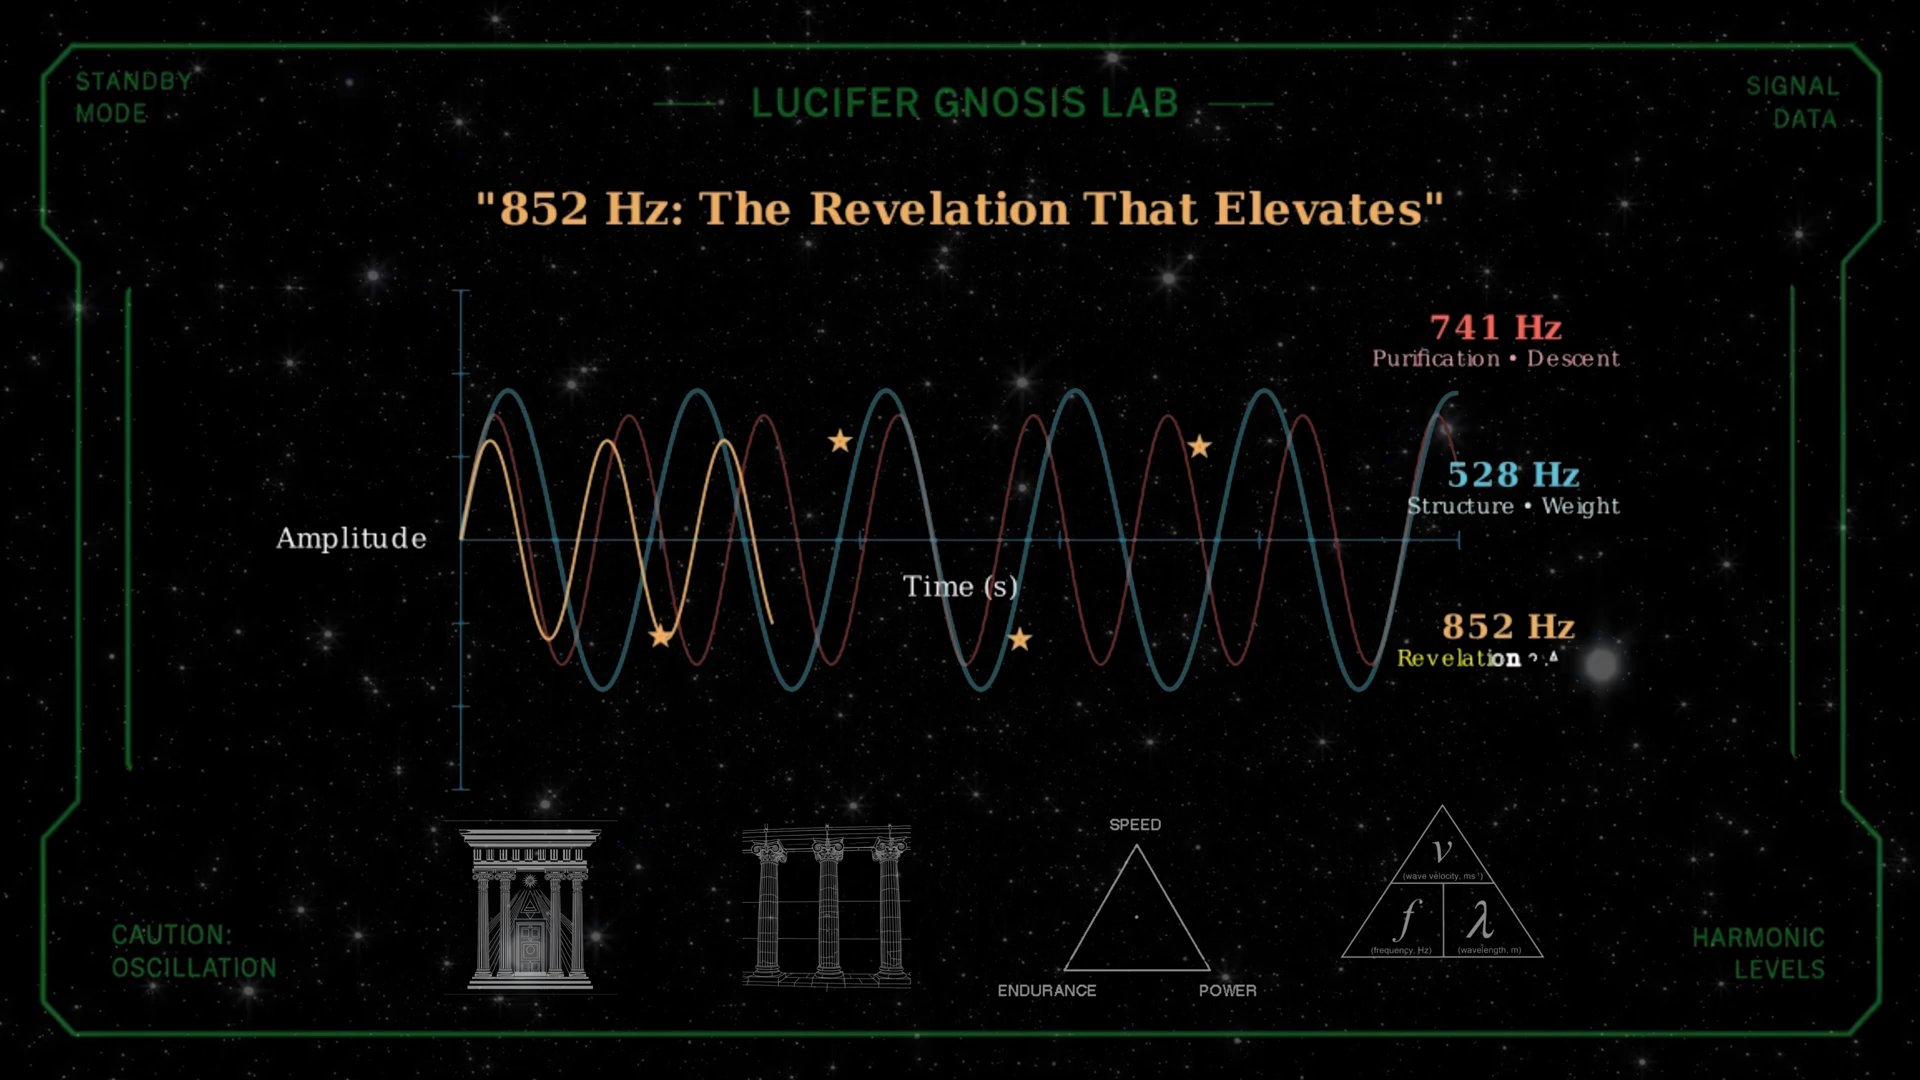 STANDBY
MODE
LUCIFER GNOSIS LAB
SIGNAL
DATA
"852 Hz: The Revelation That Elevates"
741 Hz
Purification • Descent
528 Hz
Structure • Weight
Amplitude
Time (s)
852 Hz
Revelation
SPEED
ENDURANCE
POWER
v
(wave velocity, ms⁻¹)
f
λ
(frequency, Hz)
(wavelength, m)
CAUTION:
OSCILLATION
HARMONIC
LEVELS